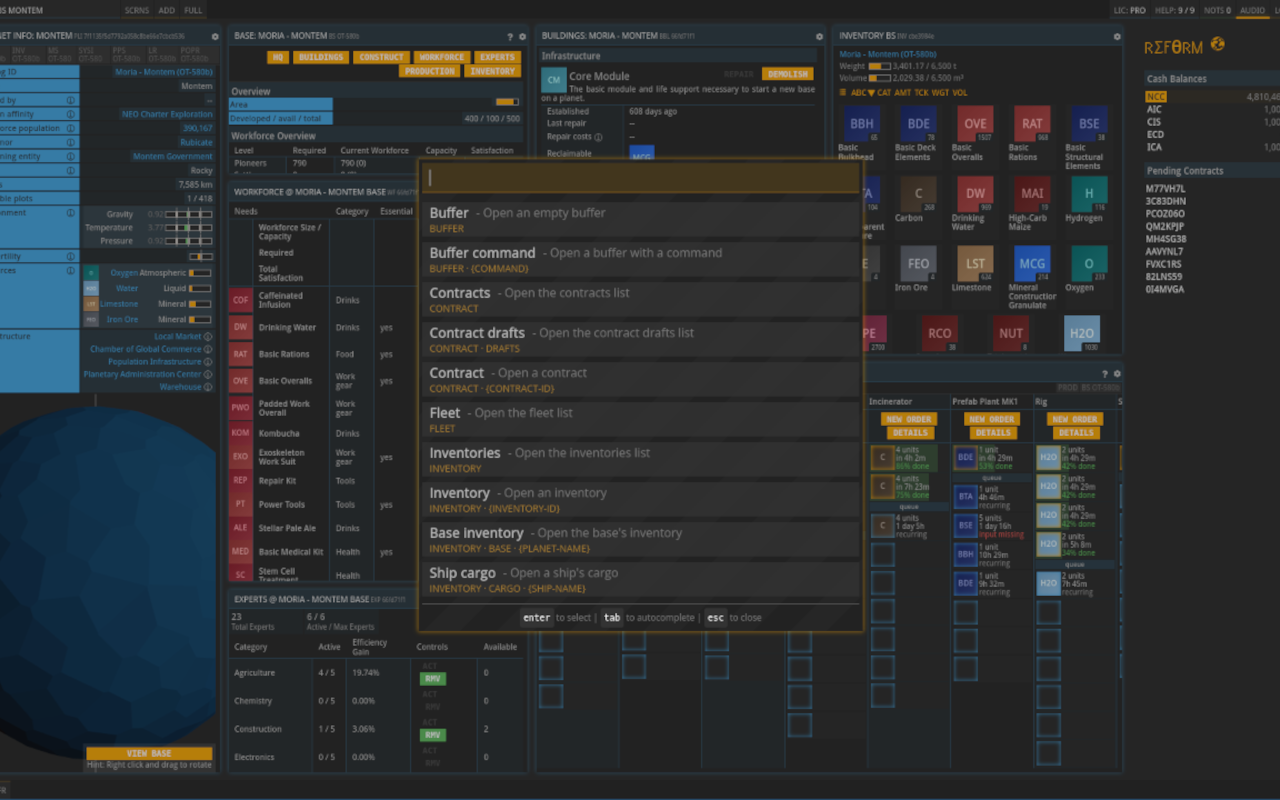 S MONTEM
SCRNS ADD FULL
LIC: PRO HELP: 9 / 9 NOTS 0 AUDIO
NET INFO: MONTEM
Moria - Montem (OT-580b)
Montem
--
NEO Charter Exploration
390,167
Rubicate
Montem Government
Rocky
7,585 km
1 / 418
Gravity
Temperature
Pressure
Oxygen Atmospheric
Water Liquid
Limestone Mineral
Iron Ore Mineral
Local Market
Chamber of Global Commerce
Population Infrastructure
Planetary Administration Center
Warehouse
VIEW BASE
Hint: Right click and drag to rotate
BASE: MORIA - MONTEM
HQ BUILDINGS CONSTRUCT WORKFORCE EXPERTS
PRODUCTION INVENTORY
Overview
Area
Developed / avail / total 400 / 100 / 500
Workforce Overview
Level Required Current Workforce Capacity Satisfaction
Pioneers 790 790 (0)
WORKFORCE @ MORIA - MONTEM BASE
Needs Category Essential
Workforce Size / Capacity
Required
Total Satisfaction
COF Caffeinated Infusion Drinks
DW Drinking Water Drinks yes
RAT Basic Rations Food yes
OVE Basic Overalls Work gear yes
PWO Padded Work Overall Work gear
KOM Kombucha Drinks
EXO Exoskeleton Work Suit Work gear yes
REP Repair Kit Tools
PT Power Tools Tools yes
ALE Stellar Pale Ale Drinks
MED Basic Medical Kit Health yes
SC Stem Cell Treatment Health
EXPERTS @ MORIA - MONTEM BASE
23 6 / 6
Total Experts Active / Max Experts
Category Active Efficiency Gain Controls Available
Agriculture 4 / 5 19.74% ACT RMV 0
Chemistry 0 / 5 0.00% ACT RMV 0
Construction 1 / 5 3.06% ACT RMV 2
Electronics 0 / 5 0.00% ACT RMV 0
BUILDINGS: MORIA - MONTEM
Infrastructure
CM Core Module REPAIR DEMOLISH
The basic module and life support necessary to start a new base on a planet.
Established 608 days ago
Last repair --
Repair costs --
Reclaimable MCG
Buffer - Open an empty buffer
BUFFER
Buffer command - Open a buffer with a command
BUFFER · {COMMAND}
Contracts - Open the contracts list
CONTRACT
Contract drafts - Open the contract drafts list
CONTRACT · DRAFTS
Contract - Open a contract
CONTRACT · {CONTRACT-ID}
Fleet - Open the fleet list
FLEET
Inventories - Open the inventories list
INVENTORY
Inventory - Open an inventory
INVENTORY · {INVENTORY-ID}
Base inventory - Open the base's inventory
INVENTORY · BASE · {PLANET-NAME}
Ship cargo - Open a ship's cargo
INVENTORY · CARGO · {SHIP-NAME}
enter to select | tab to autocomplete | esc to close
INVENTORY BS
Moria - Montem (OT-580b)
Weight 3,401.17 / 6,500 t
Volume 2,029.38 / 6,500 m³
ABC CAT AMT TCK WGT VOL
BBH BDE OVE RAT BSE
Basic Bulkhead Basic Deck Elements Basic Overalls Basic Rations Basic Structural Elements
C DW MAI H
Carbon Drinking Water High-Carb Maize Hydrogen
FEO LST MCG O
Iron Ore Limestone Mineral Construction Granulate Oxygen
PE RCO NUT H2O
Incinerator Prefab Plant MK1 Rig
NEW ORDER NEW ORDER NEW ORDER
DETAILS DETAILS DETAILS
C 4 units in 4h 2m
C 4 units in 7h 23m 75% done
queue
C 4 units 1 day 5h recurring
BDE 1 unit in 4h 29m
queue
BTA 1 unit 4h 46m recurring
BSE 5 units 1 day 16h input missing
BBH 1 unit 10h 29m recurring
BDE 1 unit 9h 32m recurring
H2O 2 units in 4h 29m 42% done
H2O 2 units in 4h 29m 42% done
H2O 2 units in 4h 29m 42% done
H2O 2 units in 5h 8m 34% done
queue
H2O 2 units 7h 45m recurring
REFORM
Cash Balances
NCC 4,810,46
AIC 1,00
CIS 1,00
ECD
ICA 1,00
Pending Contracts
M77VH7L
3C83DHN
PCOZ06O
QM2KPJP
MH45G38
AAVYNL7
FVXC1RS
82LNS59
0I4MVGA